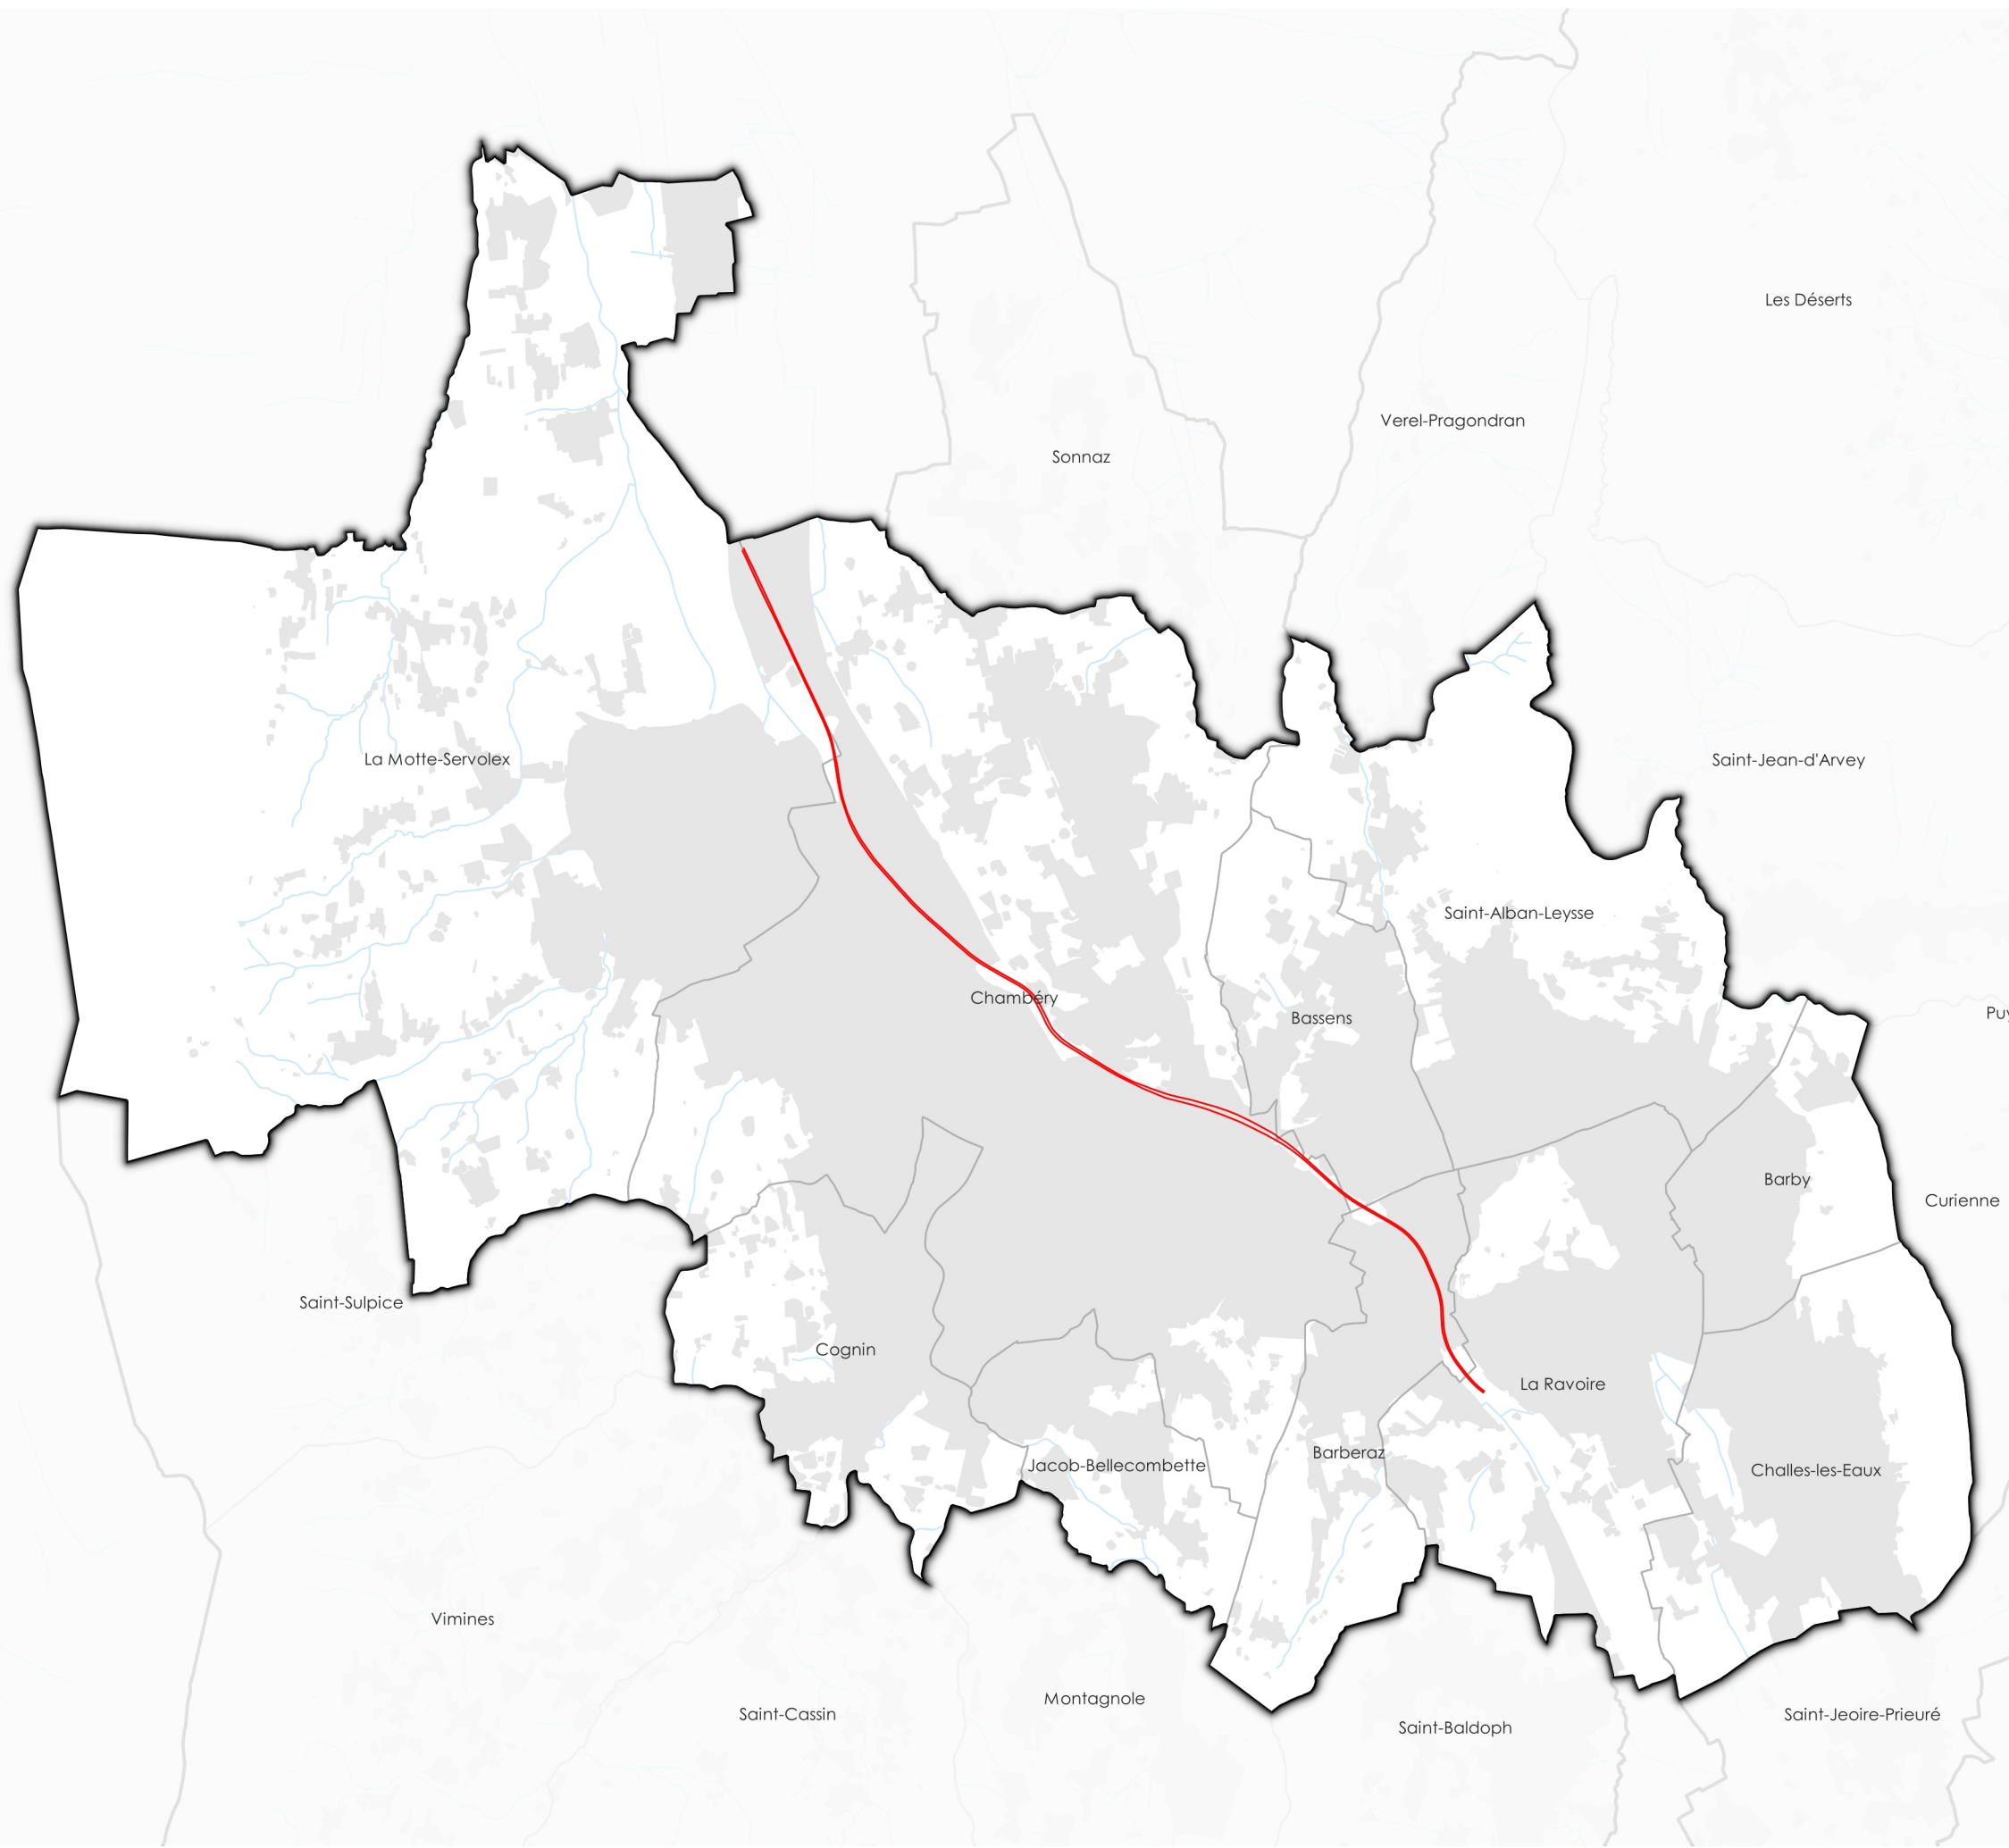 Les Déserts
Verel-Pragondran
Sonnaz
La Motte-Servolex
Saint-Jean-d'Arvey
Saint-Alban-Leysse
Chambéry
Puy
Bassens
Barby
Curienne
Saint-Sulpice
Cognin
La Ravoire
Barberaz
Jacob-Bellecombette
Challes-les-Eaux
Vimines
Montagnole
Saint-Cassin
Saint-Jeoire-Prieuré
Saint-Baldoph